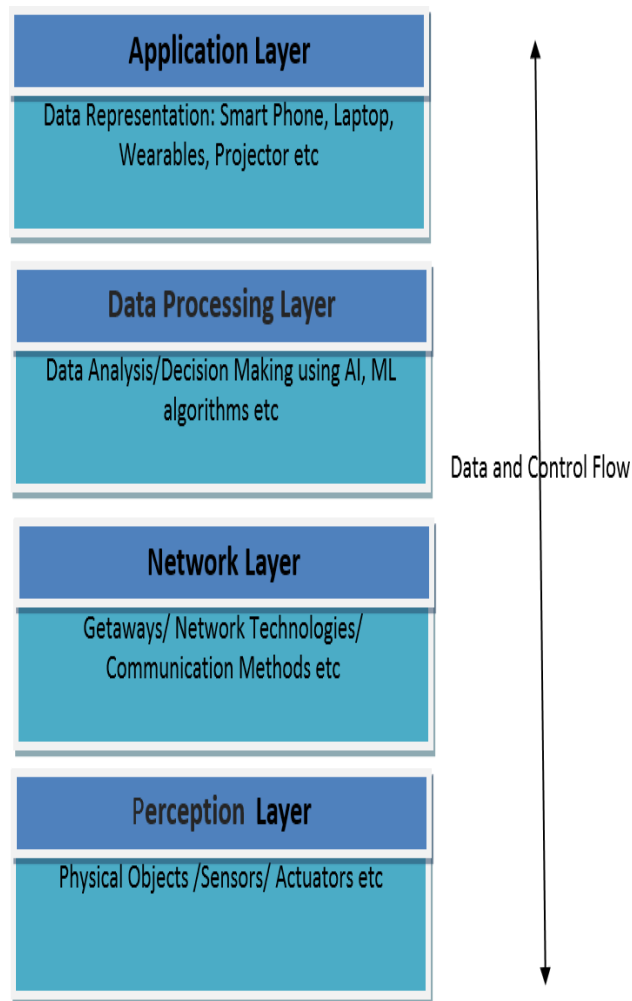 Application Layer
Data Representation: Smart Phone, Laptop,
Wearables, Projector etc
Data Processing Layer
Data Analysis/Decision Making using AI, ML
algorithms etc
Data and Control Flow
Network Layer
Getaways/ Network Technologies/
Communication Methods etc
Perception Layer
Physical Objects /Sensors/ Actuators etc